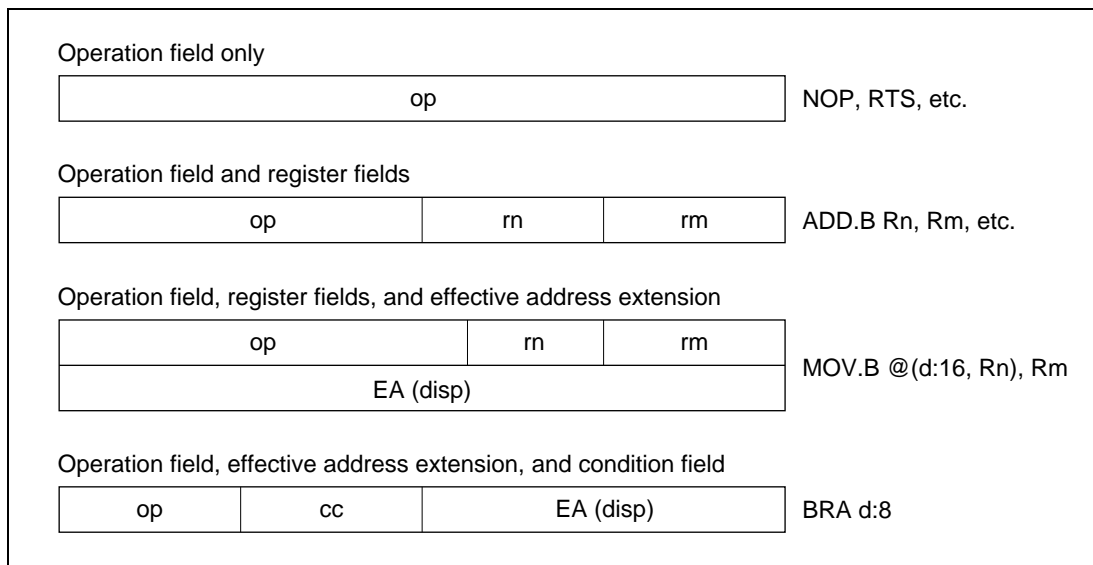 Operation field only
op
NOP, RTS, etc.
Operation field and register fields
op rn rm
ADD.B Rn, Rm, etc.
Operation field, register fields, and effective address extension
op rn rm
EA (disp)
MOV.B @(d:16, Rn), Rm
Operation field, effective address extension, and condition field
op cc EA (disp)
BRA d:8